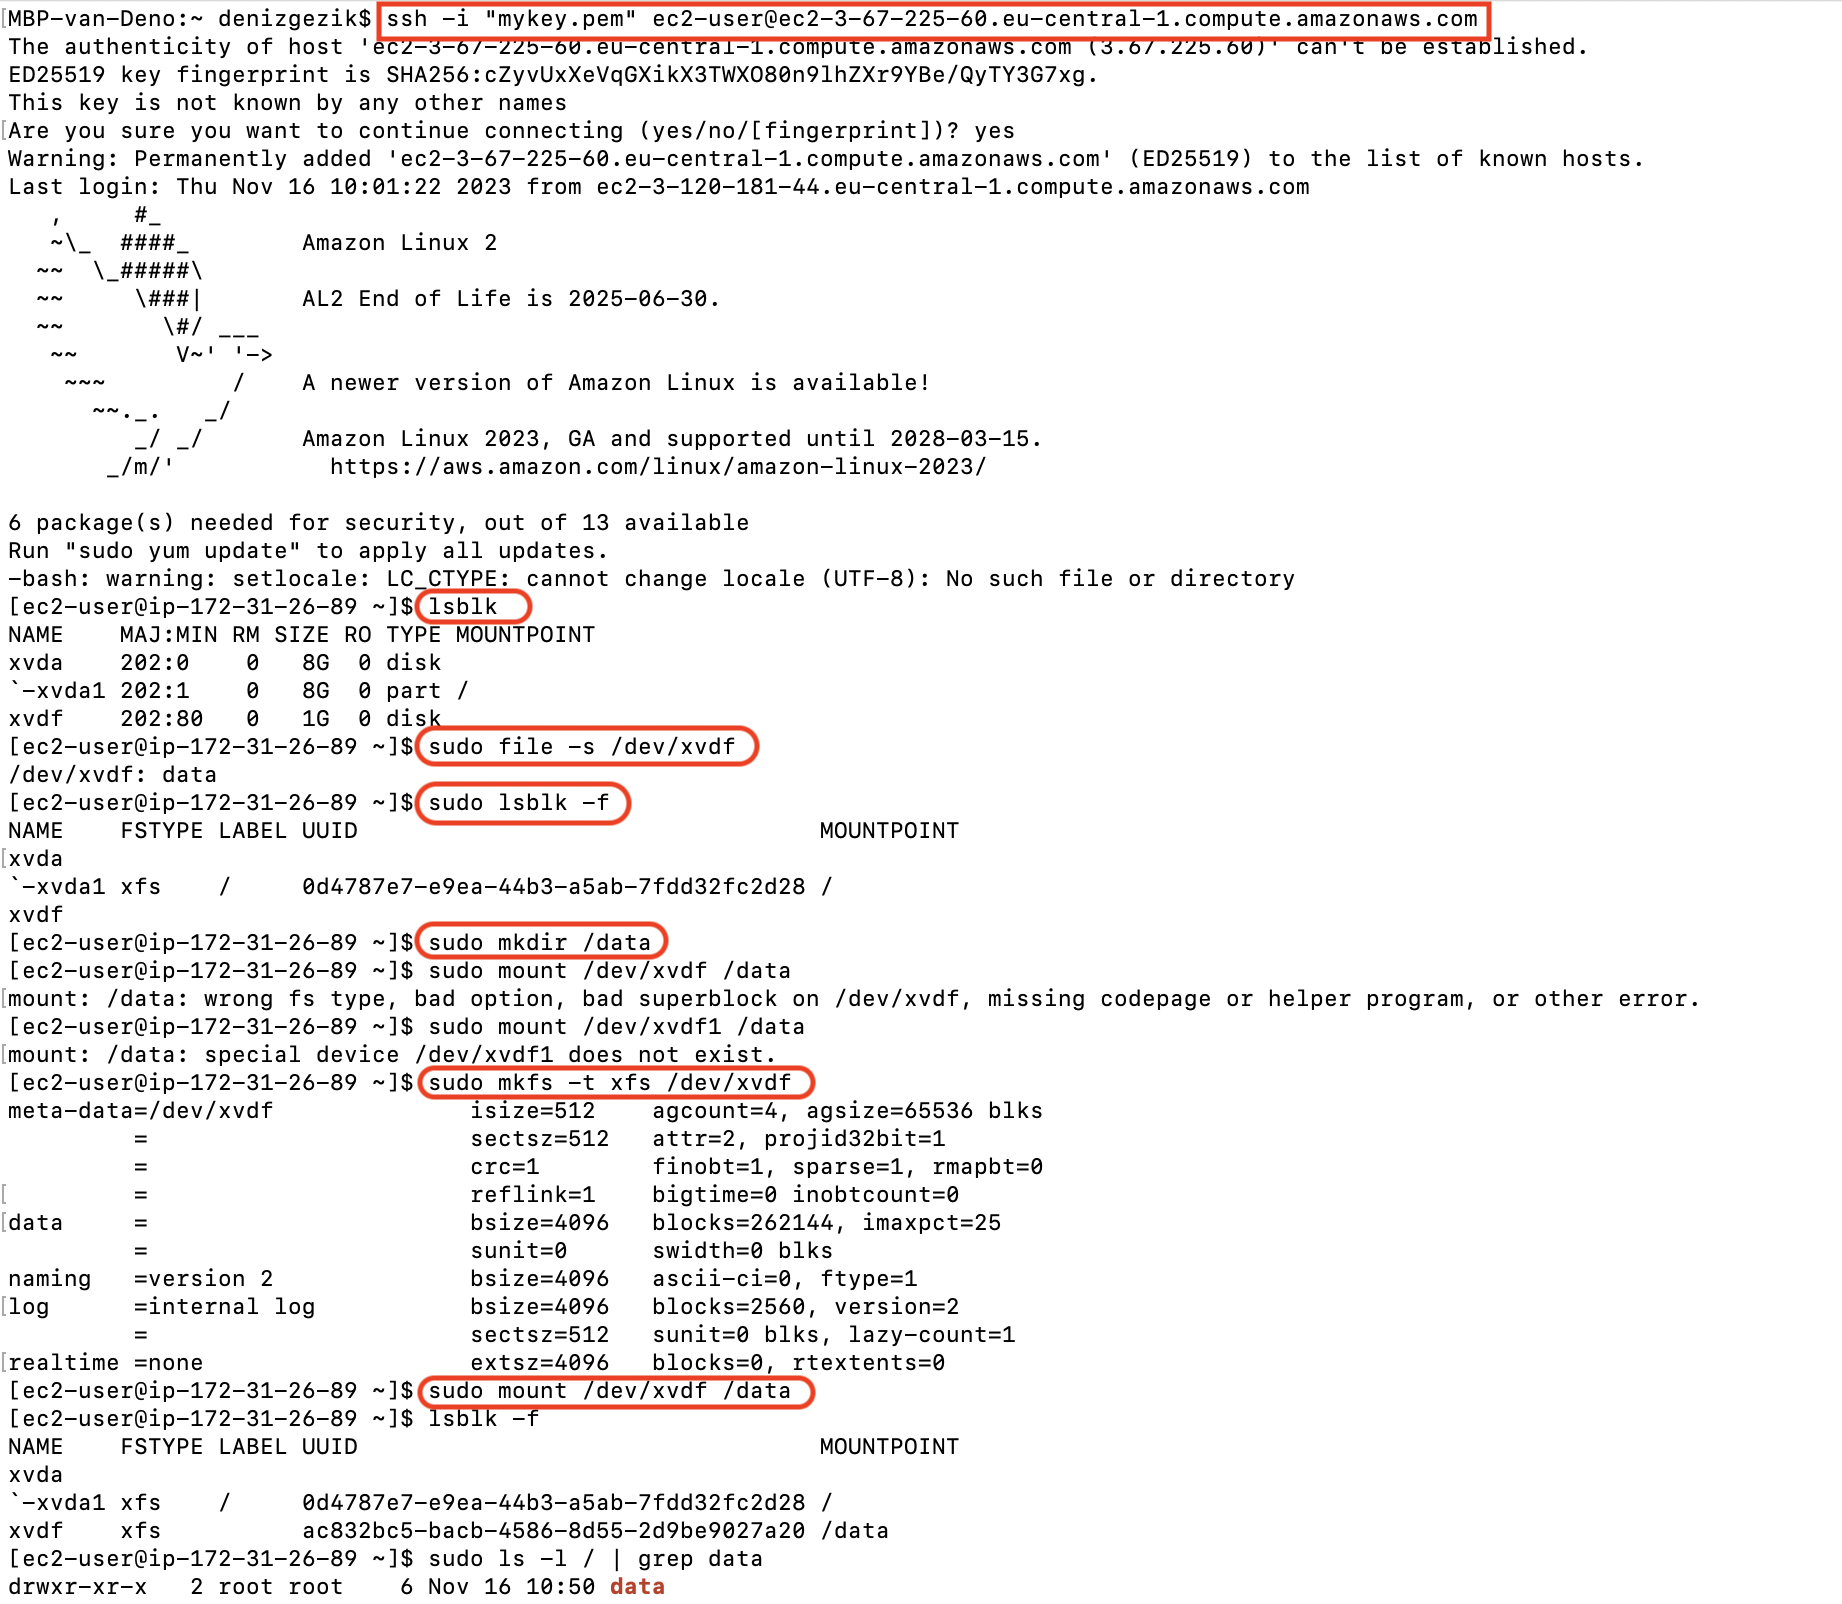 [MBP-van-Deno:~ denizgezik$ ssh -i "mykey.pem" ec2-user@ec2-3-67-225-60.eu-central-1.compute.amazonaws.com
The authenticity of host 'ec2-3-67-225-60.eu-central-1.compute.amazonaws.com (3.67.225.60)' can't be established.
ED25519 key fingerprint is SHA256:cZyvUxXeVqGXikX3TWXO80n9lhZXr9YBe/QyTY3G7xg.
This key is not known by any other names
[Are you sure you want to continue connecting (yes/no/[fingerprint])? yes
Warning: Permanently added 'ec2-3-67-225-60.eu-central-1.compute.amazonaws.com' (ED25519) to the list of known hosts.
Last login: Thu Nov 16 10:01:22 2023 from ec2-3-120-181-44.eu-central-1.compute.amazonaws.com
   ,     #_
   ~\_  ####_        Amazon Linux 2
  ~~  \_#####\
  ~~     \###|       AL2 End of Life is 2025-06-30.
  ~~       \#/ ___
   ~~       V~' '->
    ~~~         /    A newer version of Amazon Linux is available!
      ~~._.   _/
         _/ _/       Amazon Linux 2023, GA and supported until 2028-03-15.
       _/m/'           https://aws.amazon.com/linux/amazon-linux-2023/
6 package(s) needed for security, out of 13 available
Run "sudo yum update" to apply all updates.
-bash: warning: setlocale: LC_CTYPE: cannot change locale (UTF-8): No such file or directory
[ec2-user@ip-172-31-26-89 ~]$ lsblk
NAME    MAJ:MIN RM SIZE RO TYPE MOUNTPOINT
xvda    202:0    0   8G  0 disk
`-xvda1 202:1    0   8G  0 part /
xvdf    202:80   0   1G  0 disk
[ec2-user@ip-172-31-26-89 ~]$ sudo file -s /dev/xvdf
/dev/xvdf: data
[ec2-user@ip-172-31-26-89 ~]$ sudo lsblk -f
NAME    FSTYPE LABEL UUID                                 MOUNTPOINT
[xvda
`-xvda1 xfs    /     0d4787e7-e9ea-44b3-a5ab-7fdd32fc2d28 /
xvdf
[ec2-user@ip-172-31-26-89 ~]$ sudo mkdir /data
[ec2-user@ip-172-31-26-89 ~]$ sudo mount /dev/xvdf /data
[mount: /data: wrong fs type, bad option, bad superblock on /dev/xvdf, missing codepage or helper program, or other error.
[ec2-user@ip-172-31-26-89 ~]$ sudo mount /dev/xvdf1 /data
[mount: /data: special device /dev/xvdf1 does not exist.
[ec2-user@ip-172-31-26-89 ~]$ sudo mkfs -t xfs /dev/xvdf
meta-data=/dev/xvdf              isize=512    agcount=4, agsize=65536 blks
         =                       sectsz=512   attr=2, projid32bit=1
         =                       crc=1        finobt=1, sparse=1, rmapbt=0
[        =                       reflink=1    bigtime=0 inobtcount=0
[data     =                       bsize=4096   blocks=262144, imaxpct=25
         =                       sunit=0      swidth=0 blks
naming   =version 2              bsize=4096   ascii-ci=0, ftype=1
[log      =internal log           bsize=4096   blocks=2560, version=2
         =                       sectsz=512   sunit=0 blks, lazy-count=1
[realtime =none                   extsz=4096   blocks=0, rtextents=0
[ec2-user@ip-172-31-26-89 ~]$ sudo mount /dev/xvdf /data
[ec2-user@ip-172-31-26-89 ~]$ lsblk -f
NAME    FSTYPE LABEL UUID                                 MOUNTPOINT
xvda
`-xvda1 xfs    /     0d4787e7-e9ea-44b3-a5ab-7fdd32fc2d28 /
xvdf    xfs          ac832bc5-bacb-4586-8d55-2d9be9027a20 /data
[ec2-user@ip-172-31-26-89 ~]$ sudo ls -l / | grep data
drwxr-xr-x   2 root root    6 Nov 16 10:50 data